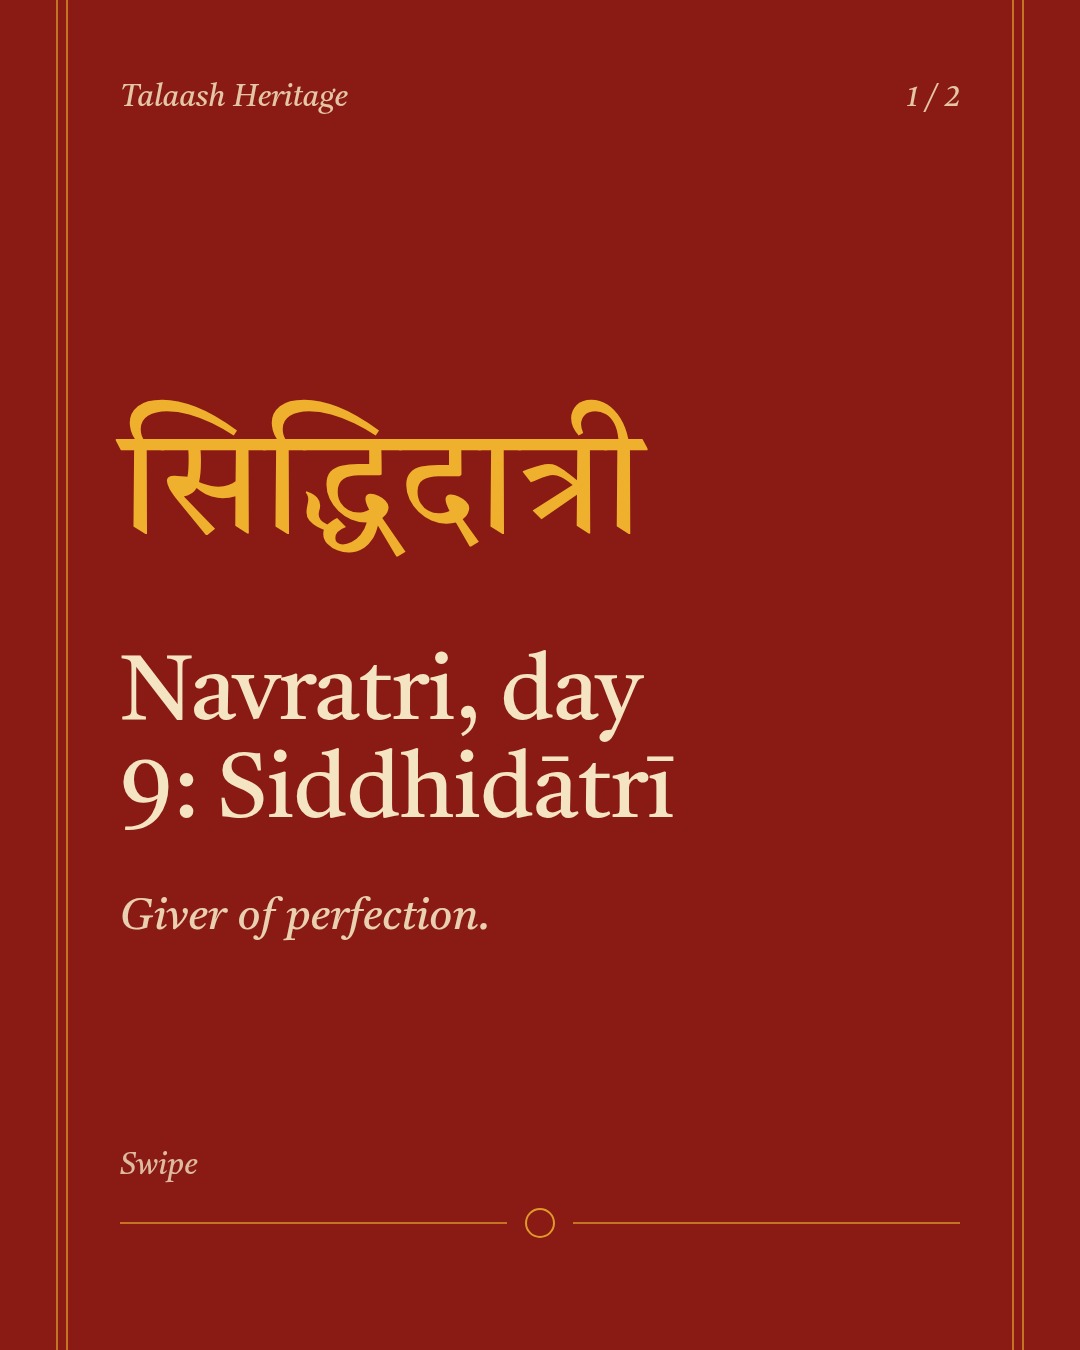 Talaash Heritage
1 / 2
सिद्धिदात्री
Navratri, day
9: Siddhidātrī
Giver of perfection.
Swipe